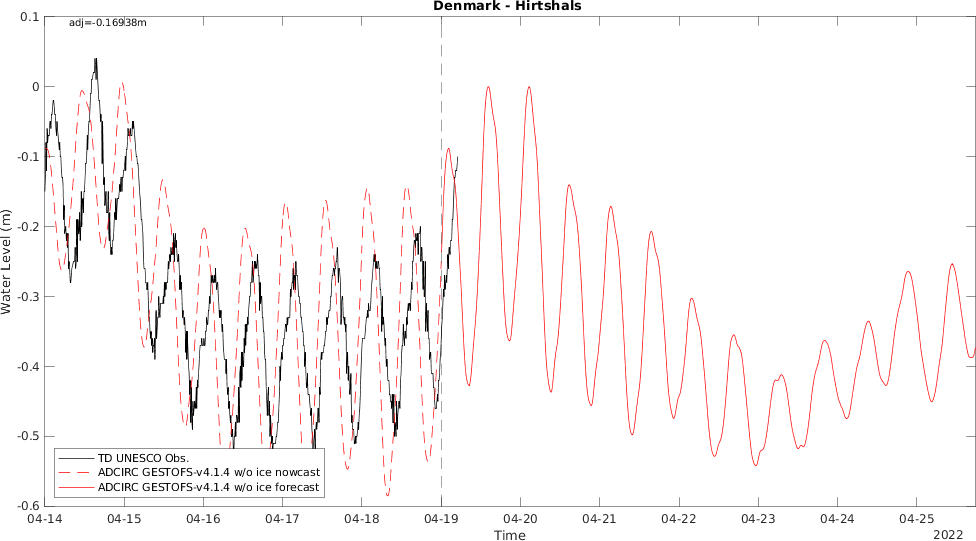 Denmark - Hirtshals
adj=-0.16938m
0.1
0
-0.1
-0.2
-0.3
-0.4
-0.5
-0.6
Water Level (m)
TD UNESCO Obs.
ADCIRC GESTOFS-v4.1.4 w/o ice nowcast
ADCIRC GESTOFS-v4.1.4 w/o ice forecast
04-14 04-15 04-16 04-17 04-18 04-19 04-20 04-21 04-22 04-23 04-24 04-25
Time
2022